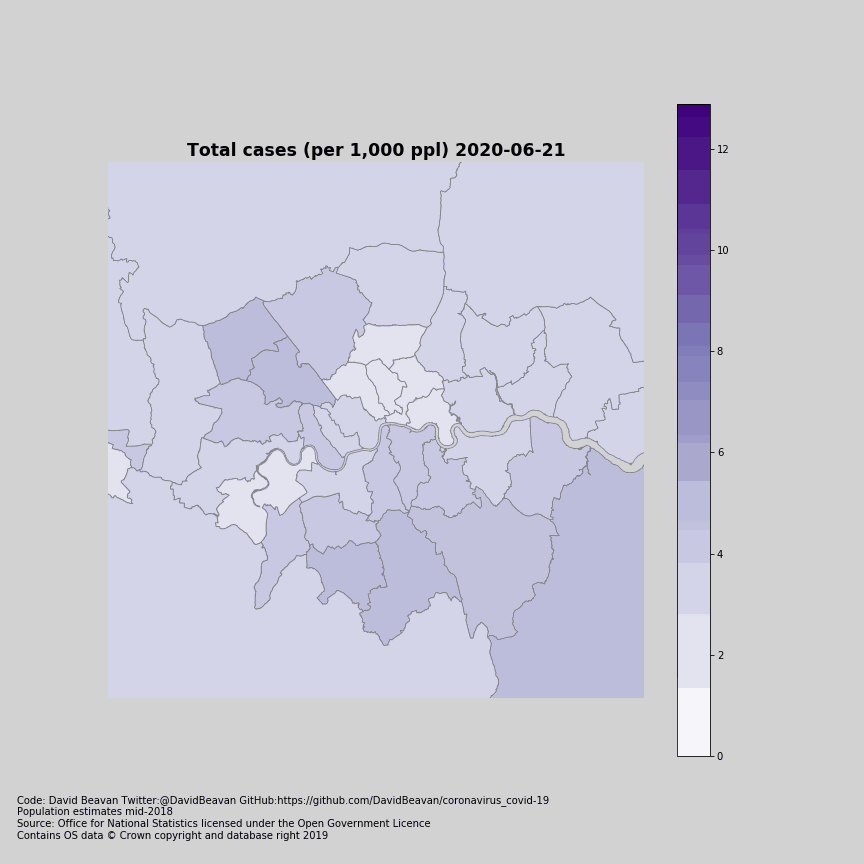 Total cases (per 1,000 ppl) 2020-06-21
12
10
8
6
4
2
0
Code: David Beavan Twitter:@DavidBeavan GitHub:https://github.com/DavidBeavan/coronavirus_covid-19
Population estimates mid-2018
Source: Office for National Statistics licensed under the Open Government Licence
Contains OS data © Crown copyright and database right 2019